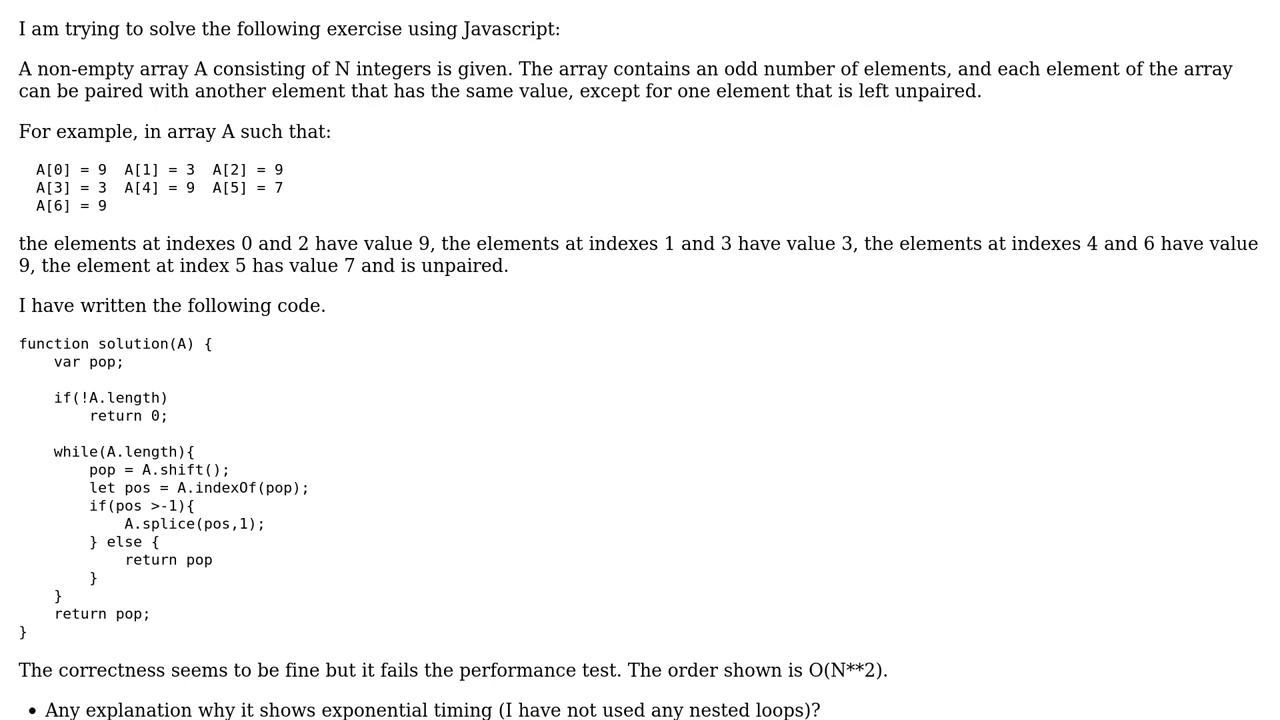 I am trying to solve the following exercise using Javascript:
A non-empty array A consisting of N integers is given. The array contains an odd number of elements, and each element of the array
can be paired with another element that has the same value, except for one element that is left unpaired.
For example, in array A such that:
A[0] = 9  A[1] = 3  A[2] = 9
A[3] = 3  A[4] = 9  A[5] = 7
A[6] = 9
the elements at indexes 0 and 2 have value 9, the elements at indexes 1 and 3 have value 3, the elements at indexes 4 and 6 have value
9, the element at index 5 has value 7 and is unpaired.
I have written the following code.
function solution(A) {
    var pop;
    if(!A.length)
        return 0;
    while(A.length){
        pop = A.shift();
        let pos = A.indexOf(pop);
        if(pos >-1){
            A.splice(pos,1);
        } else {
            return pop
        }
    }
    return pop;
}
The correctness seems to be fine but it fails the performance test. The order shown is O(N**2).
• Any explanation why it shows exponential timing (I have not used any nested loops)?